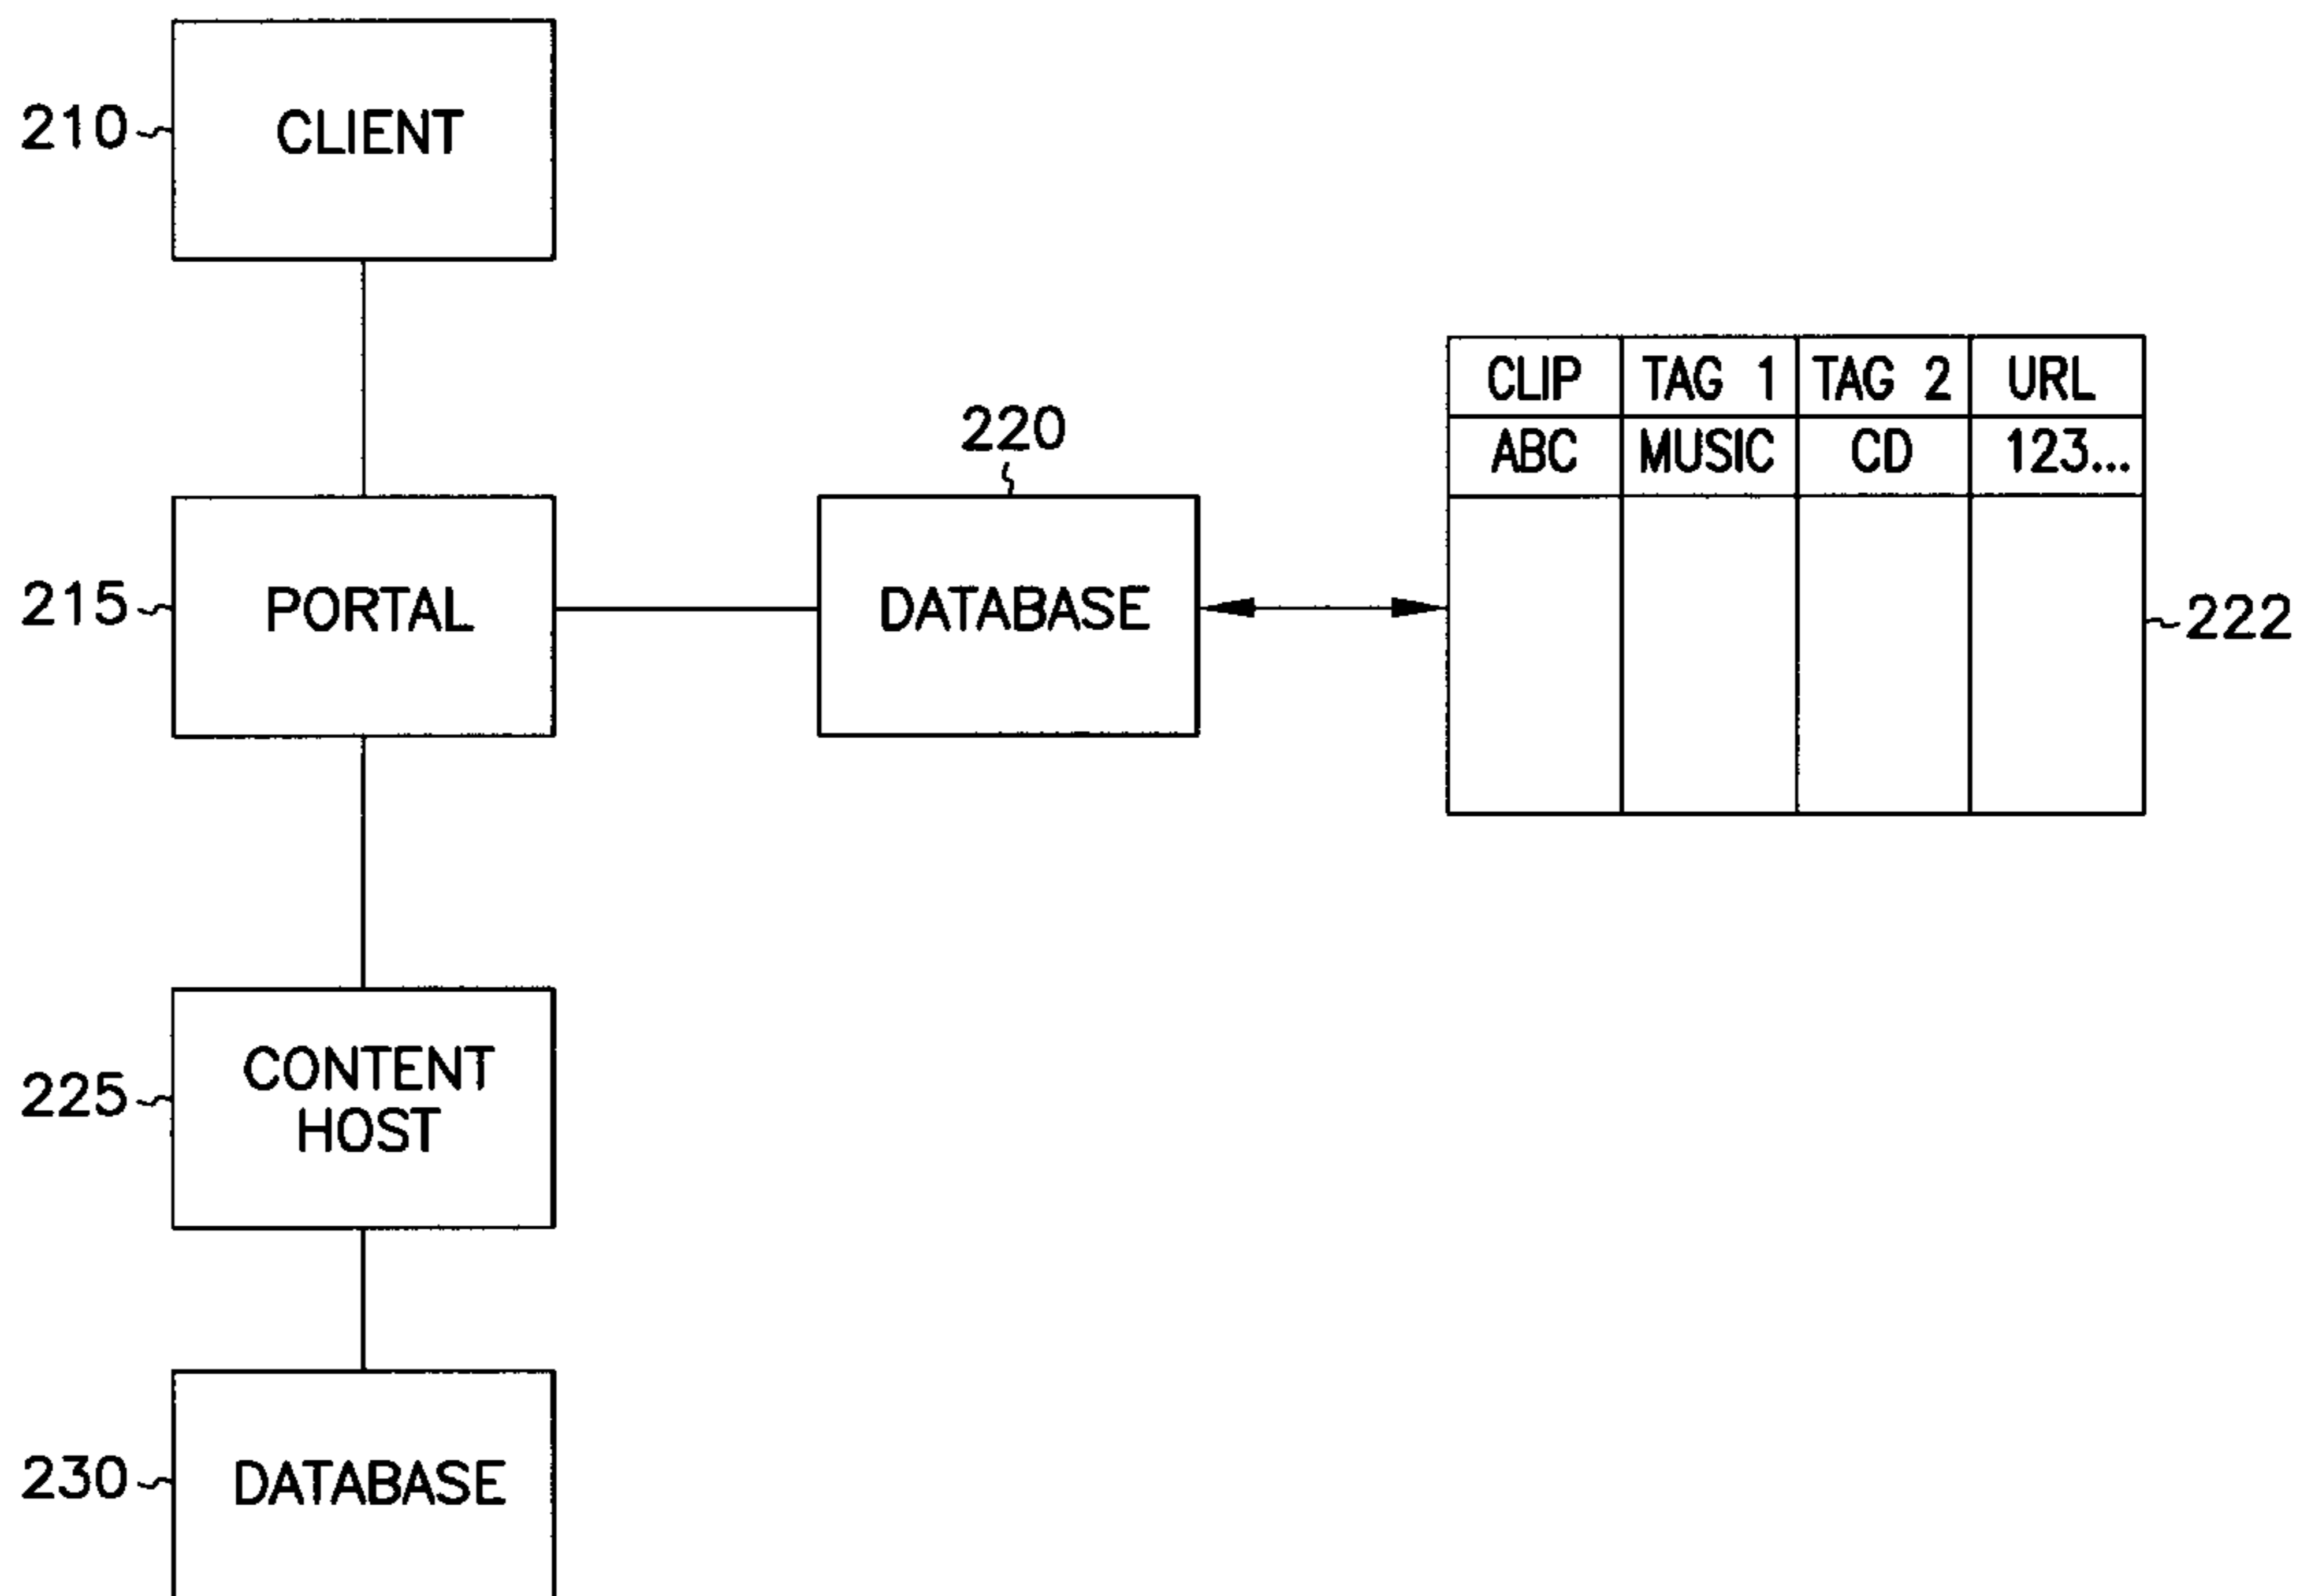 210
CLIENT
CLIP TAG 1 TAG 2 URL
ABC MUSIC CD 123...
220
215
PORTAL
DATABASE
222
225
CONTENT
HOST
230
DATABASE